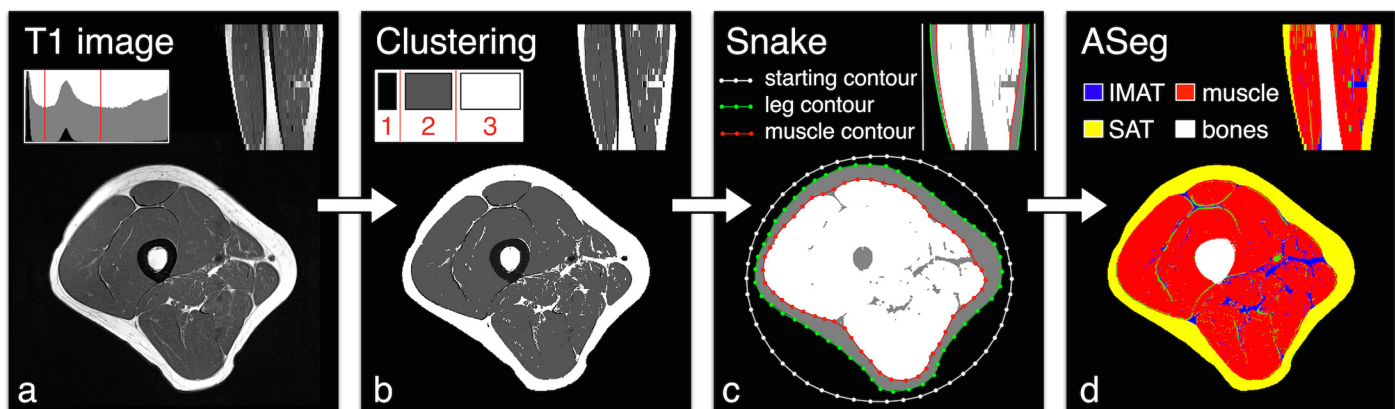 T1 image
a
Clustering
1 2 3
b
Snake
starting contour
leg contour
muscle contour
c
ASeg
IMAT muscle
SAT bones
d